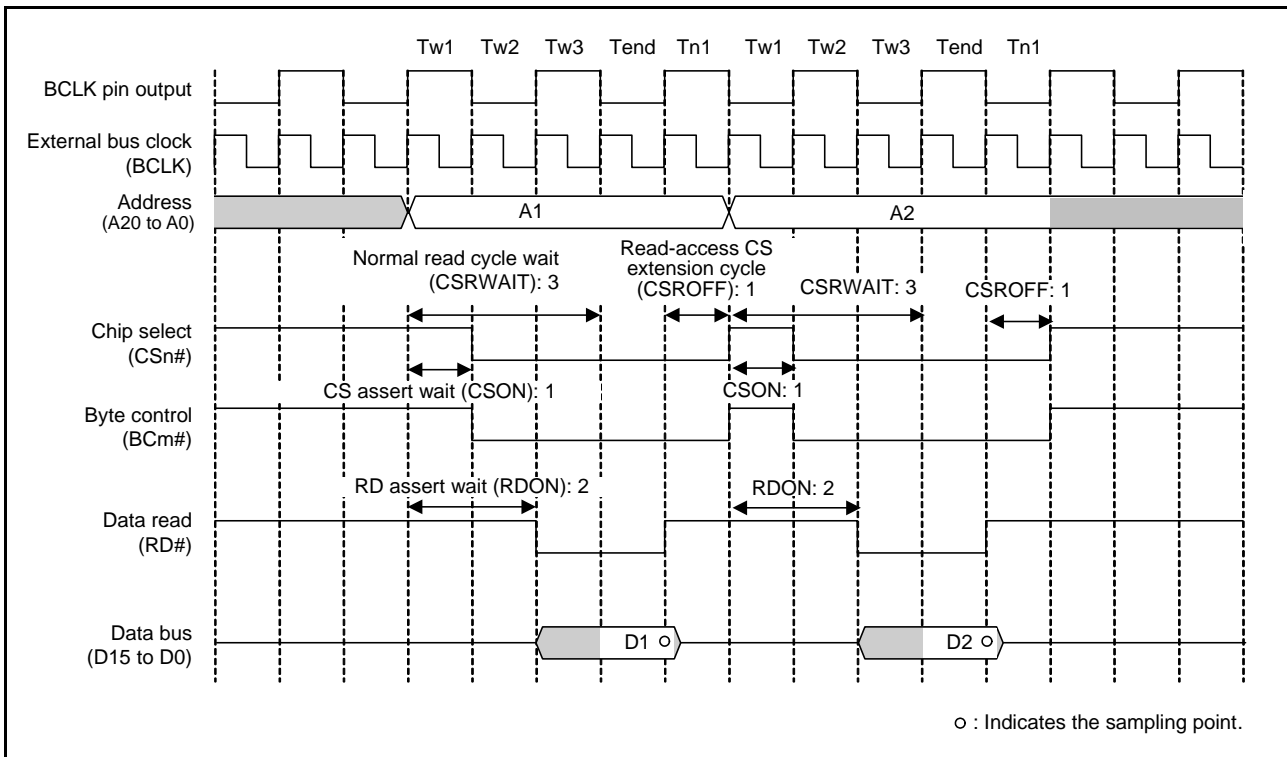 Tw1 Tw2 Tw3 Tend Tn1 Tw1 Tw2 Tw3 Tend Tn1
BCLK pin output
External bus clock
(BCLK)
Address
(A20 to A0)
A1
A2
Normal read cycle wait
(CSRWAIT): 3
Read-access CS
extension cycle
(CSROFF): 1
CSRWAIT: 3
CSROFF: 1
Chip select
(CSn#)
CS assert wait (CSON): 1
CSON: 1
Byte control
(BCm#)
RD assert wait (RDON): 2
RDON: 2
Data read
(RD#)
Data bus
(D15 to D0)
D1
D2
: Indicates the sampling point.